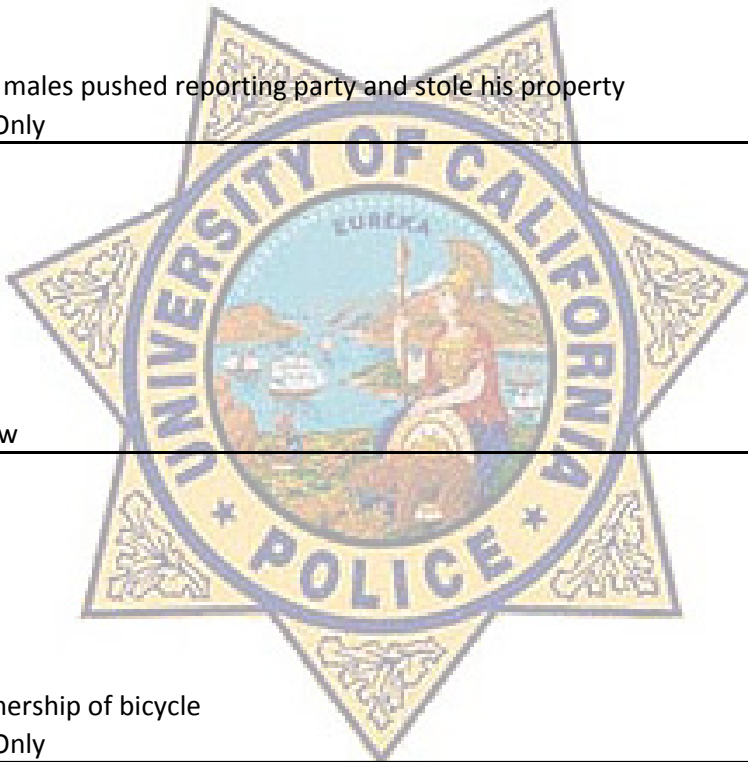 males pushed reporting party and stole his property
Only
UNIVERSITY OF CALIFORNIA
EUREKA
w
nership of bicycle
Only
* POLICE *